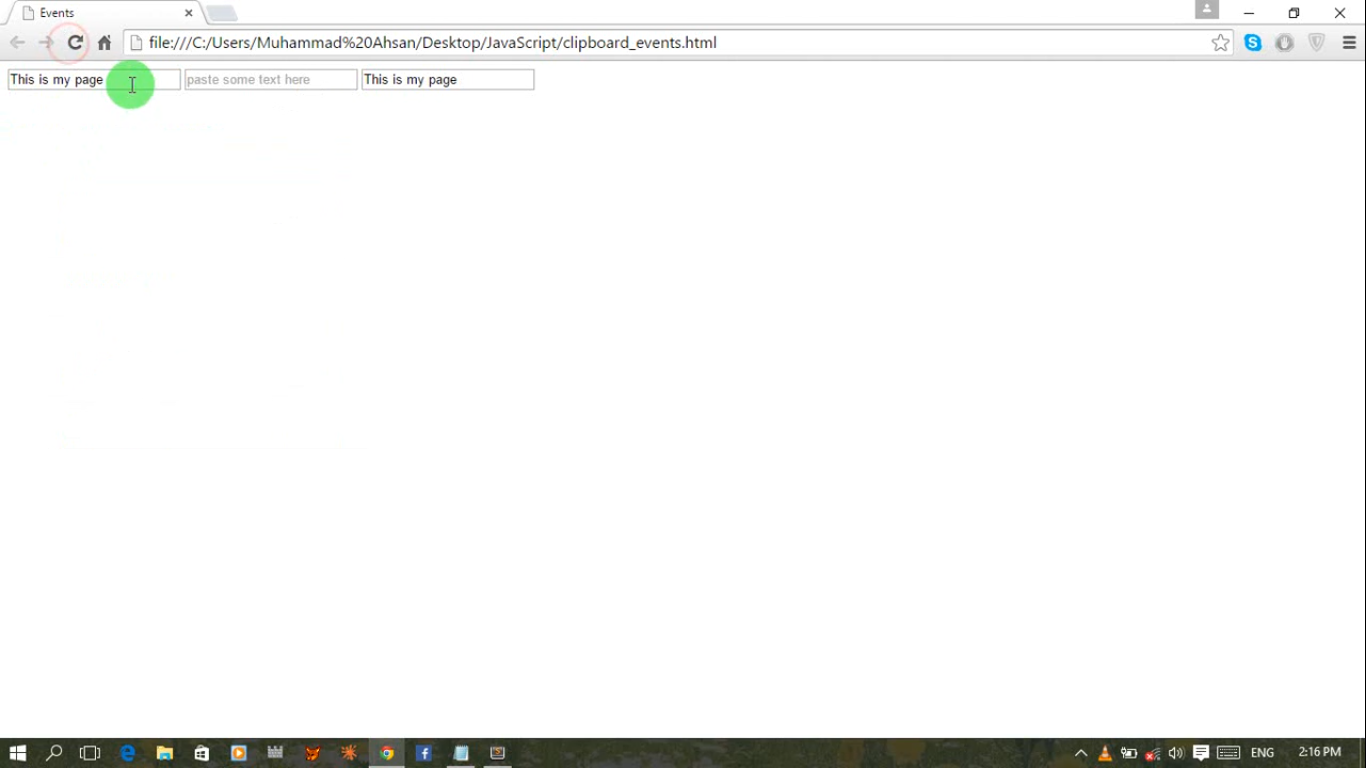 Events
file:///C:/Users/Muhammad%20Ahsan/Desktop/JavaScript/clipboard_events.html
This is my page paste some text here This is my page
ENG 2:16 PM